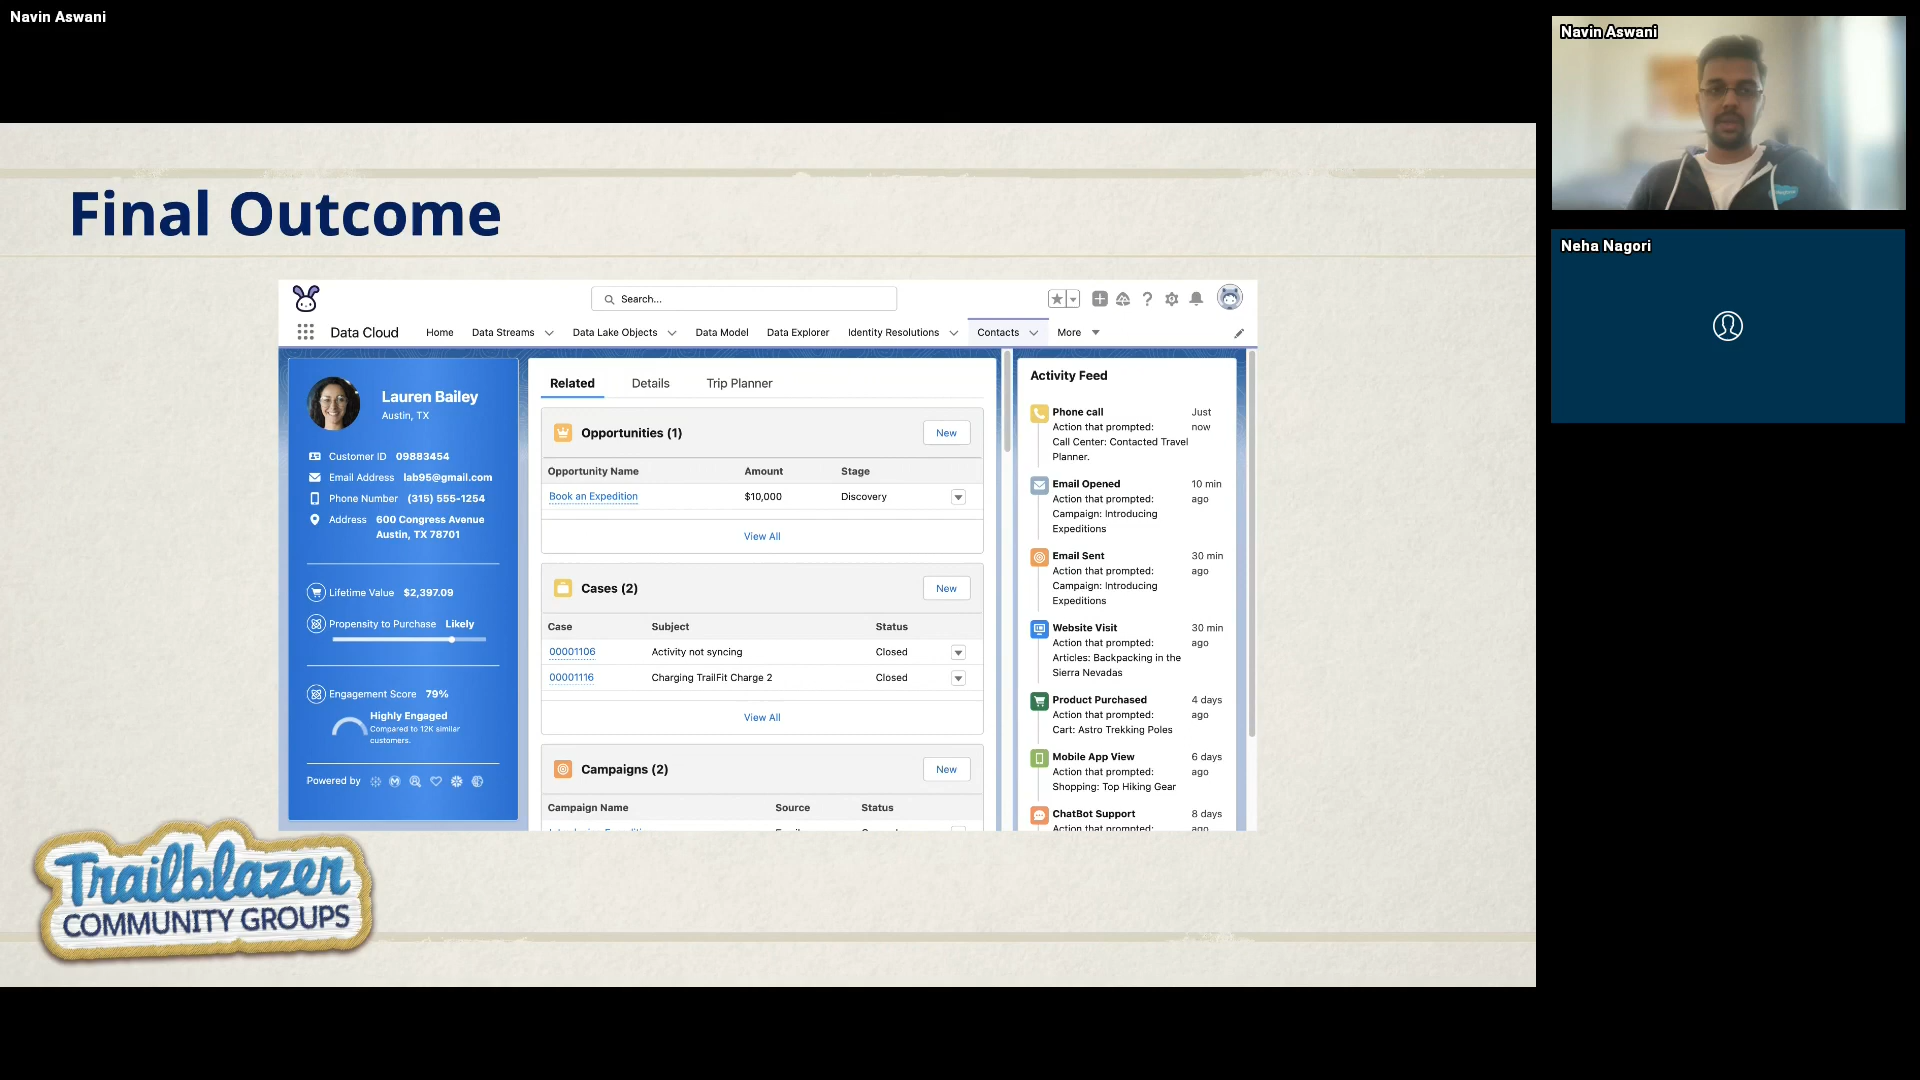 Navin Aswani
Navin Aswani
Neha Nagori
Final Outcome
Search...
Data Cloud
Home
Data Streams
Data Lake Objects
Data Model
Data Explorer
Identity Resolutions
Contacts
More
Lauren Bailey
Austin, TX
Customer ID 09883454
Email Address lab95@gmail.com
Phone Number (315) 555-1254
Address 600 Congress Avenue
Austin, TX 78701
Lifetime Value $2,397.09
Propensity to Purchase Likely
Engagement Score 79%
Highly Engaged
Compared to 12K similar
customers.
Powered by
Related
Details
Trip Planner
Opportunities (1)
New
Opportunity Name Amount Stage
Book an Expedition $10,000 Discovery
View All
Cases (2)
New
Case Subject Status
00001106 Activity not syncing Closed
00001116 Charging TrailFit Charge 2 Closed
View All
Campaigns (2)
New
Campaign Name Source Status
Activity Feed
Phone call Just
Action that prompted: now
Call Center: Contacted Travel
Planner.
Email Opened 10 min
Action that prompted: ago
Campaign: Introducing
Expeditions
Email Sent 30 min
Action that prompted: ago
Campaign: Introducing
Expeditions
Website Visit 30 min
Action that prompted: ago
Articles: Backpacking in the
Sierra Nevadas
Product Purchased 4 days
Action that prompted: ago
Cart: Astro Trekking Poles
Mobile App View 6 days
Action that prompted: ago
Shopping: Top Hiking Gear
ChatBot Support 8 days
Action that prompted: ago
Trailblazer
COMMUNITY GROUPS